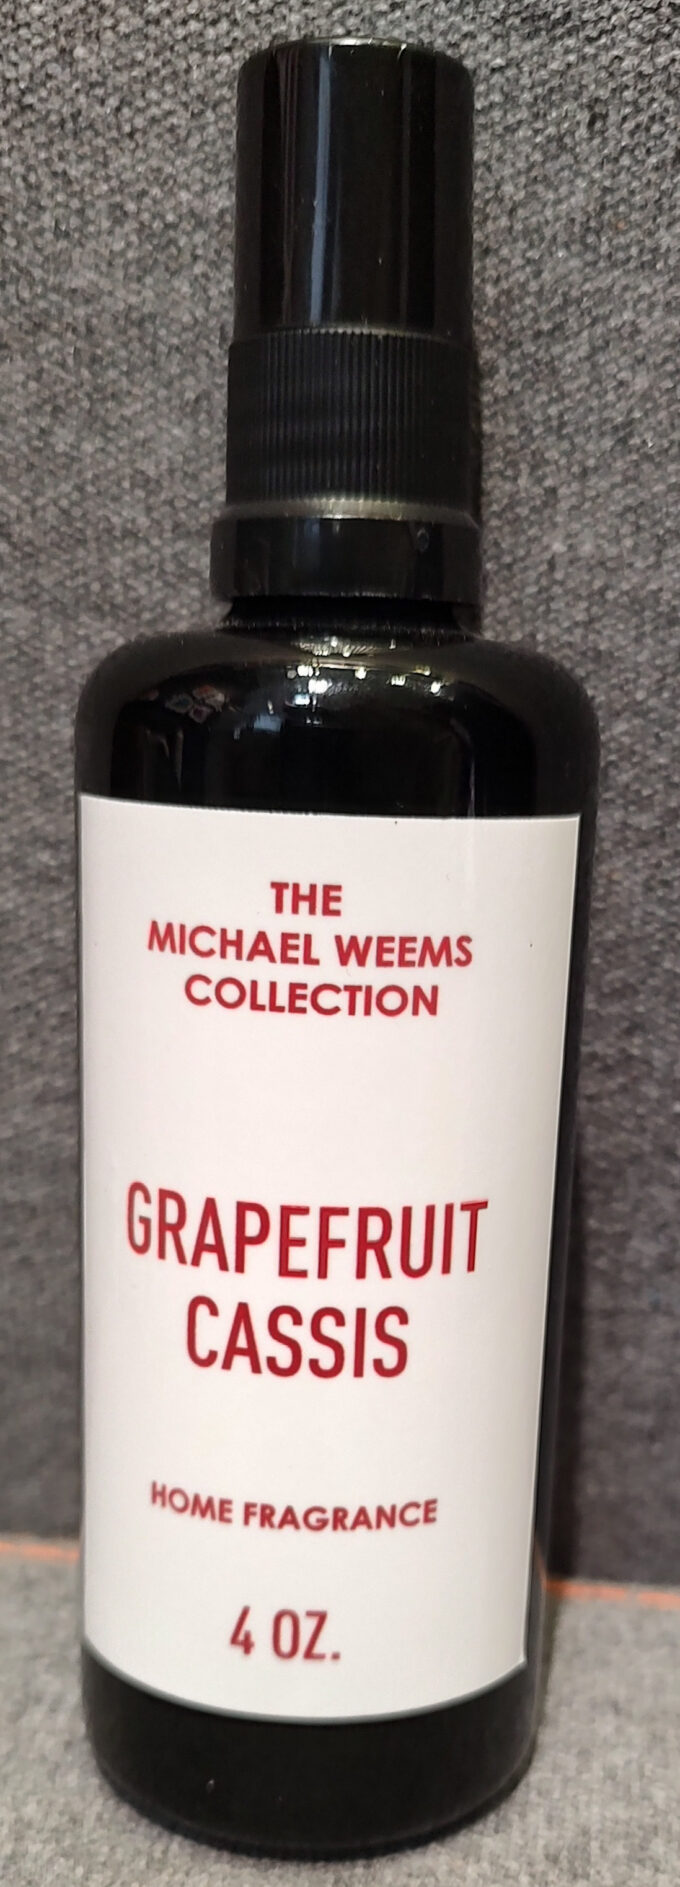 THE
MICHAEL WEEMS
COLLECTION
GRAPEFRUIT
CASSIS
HOME FRAGRANCE
4 OZ.